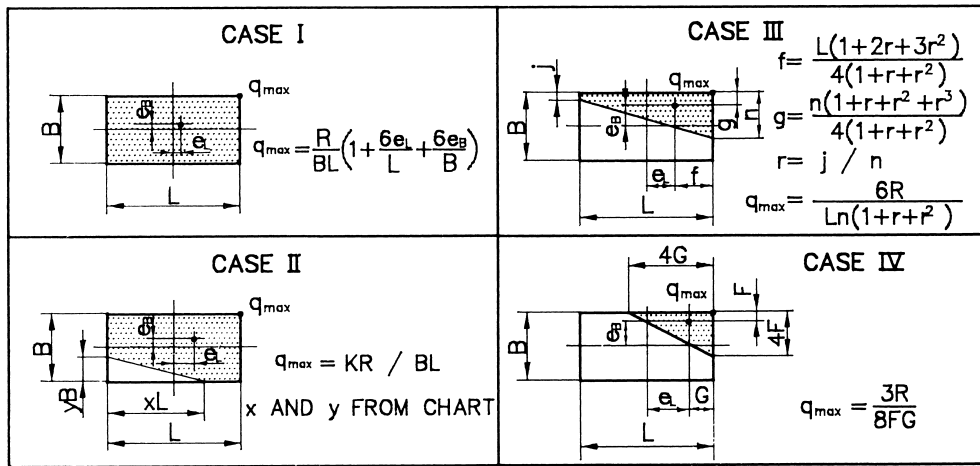 CASE I
q_max
B
e_B
e_L
q_max = R/BL (1 + 6e_L/L + 6e_B/B)
L
CASE III
j
q_max
f = L(1+2r+3r²)/4(1+r+r²)
B
e_B
g
n
g = n(1+r+r²+r³)/4(1+r+r²)
r = j / n
e_L
f
L
q_max = 6R/Ln(1+r+r²)
CASE II
q_max
B
e_B
e_L
yB
q_max = KR / BL
xL
x AND y FROM CHART
L
4G
CASE IV
q_max
F
B
e_B
4F
e_L
G
L
q_max = 3R/8FG